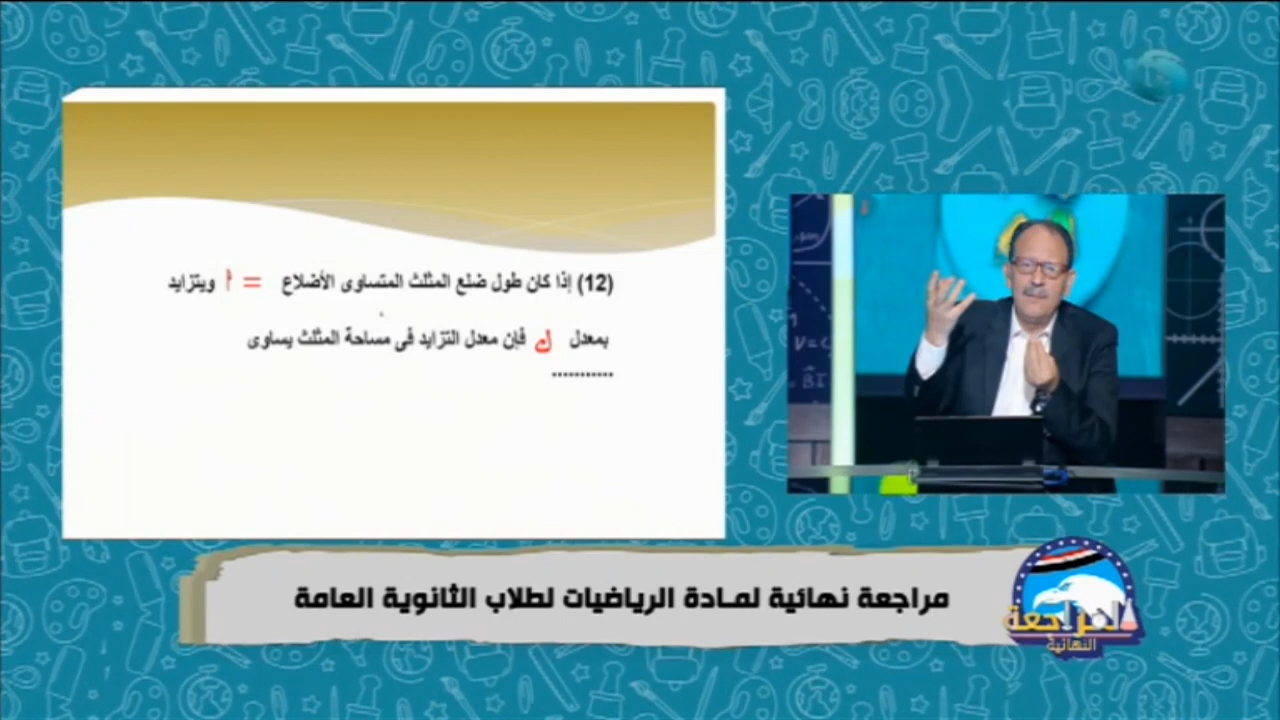 (12) إذا كان طول ضلع المثلث المتساوى الأضلاع = أ ويتزايد
بمعدل ل فإن معدل التزايد فى مساحة المثلث يساوى
...........
مراجعة نهائية لمادة الرياضيات لطلاب الثانوية العامة
المراجعة
النهائية